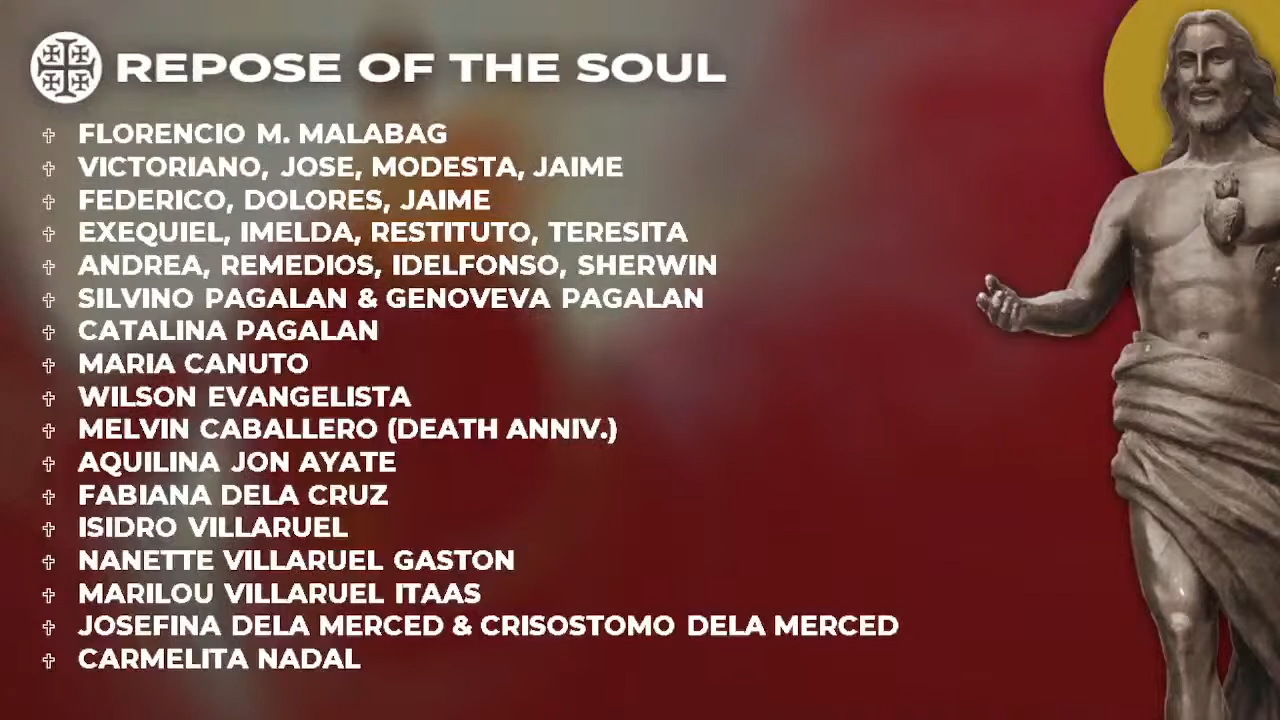 REPOSE OF THE SOUL
FLORENCIO M. MALABAG
VICTORIANO, JOSE, MODESTA, JAIME
FEDERICO, DOLORES, JAIME
EXEQUIEL, IMELDA, RESTITUTO, TERESITA
ANDREA, REMEDIOS, IDELFONSO, SHERWIN
SILVINO PAGALAN & GENOVEVA PAGALAN
CATALINA PAGALAN
MARIA CANUTO
WILSON EVANGELISTA
MELVIN CABALLERO (DEATH ANNIV.)
AQUILINA JON AYATE
FABIANA DELA CRUZ
ISIDRO VILLARUEL
NANETTE VILLARUEL GASTON
MARILOU VILLARUEL ITAAS
JOSEFINA DELA MERCED & CRISOSTOMO DELA MERCED
CARMELITA NADAL